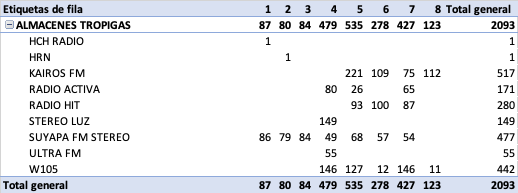 Etiquetas de fila 1 2 3 4 5 6 7 8 Total general
ALMACENES TROPIGAS 87 80 84 479 535 278 427 123 2093
HCH RADIO 1 1
HRN 1 1
KAIROS FM 221 109 75 112 517
RADIO ACTIVA 80 26 65 171
RADIO HIT 93 100 87 280
STEREO LUZ 149 149
SUYAPA FM STEREO 86 79 84 49 68 57 54 477
ULTRA FM 55 55
W105 146 127 12 146 11 442
Total general 87 80 84 479 535 278 427 123 2093